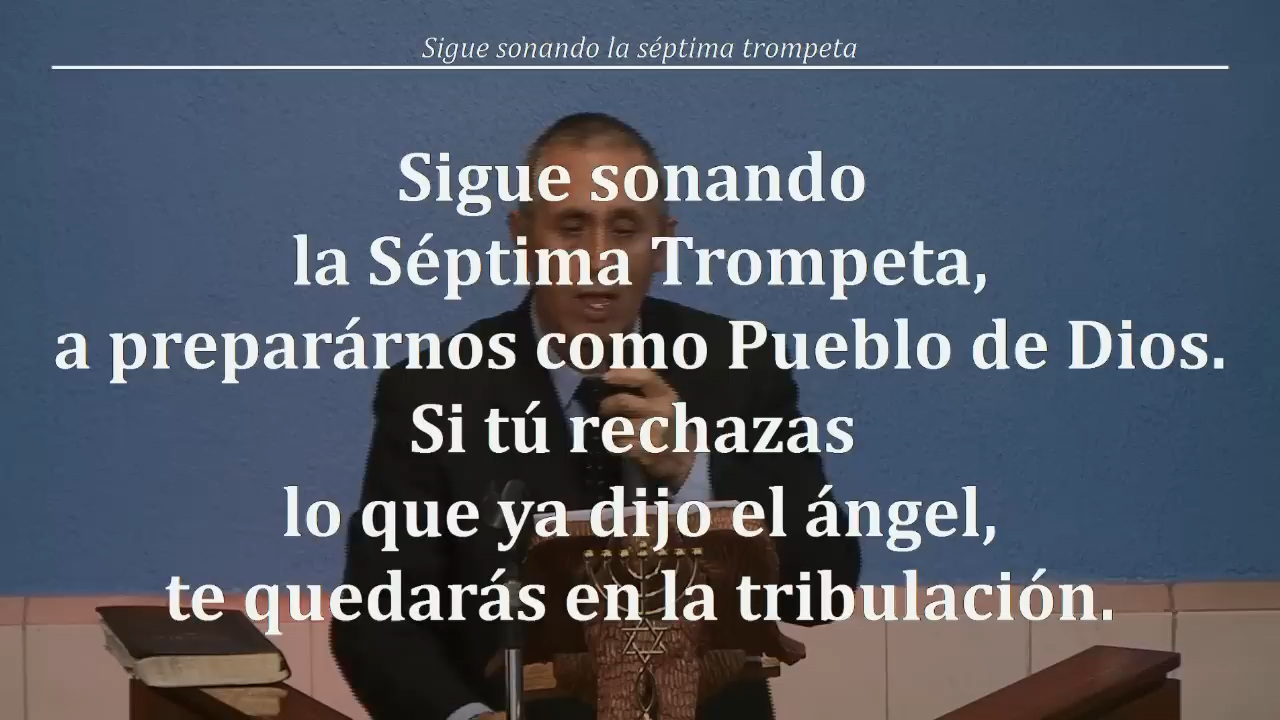 Sigue sonando la séptima trompeta
Sigue sonando
la Séptima Trompeta,
a preparárnos como Pueblo de Dios.
Si tú rechazas
lo que ya dijo el ángel,
te quedarás en la tribulación.